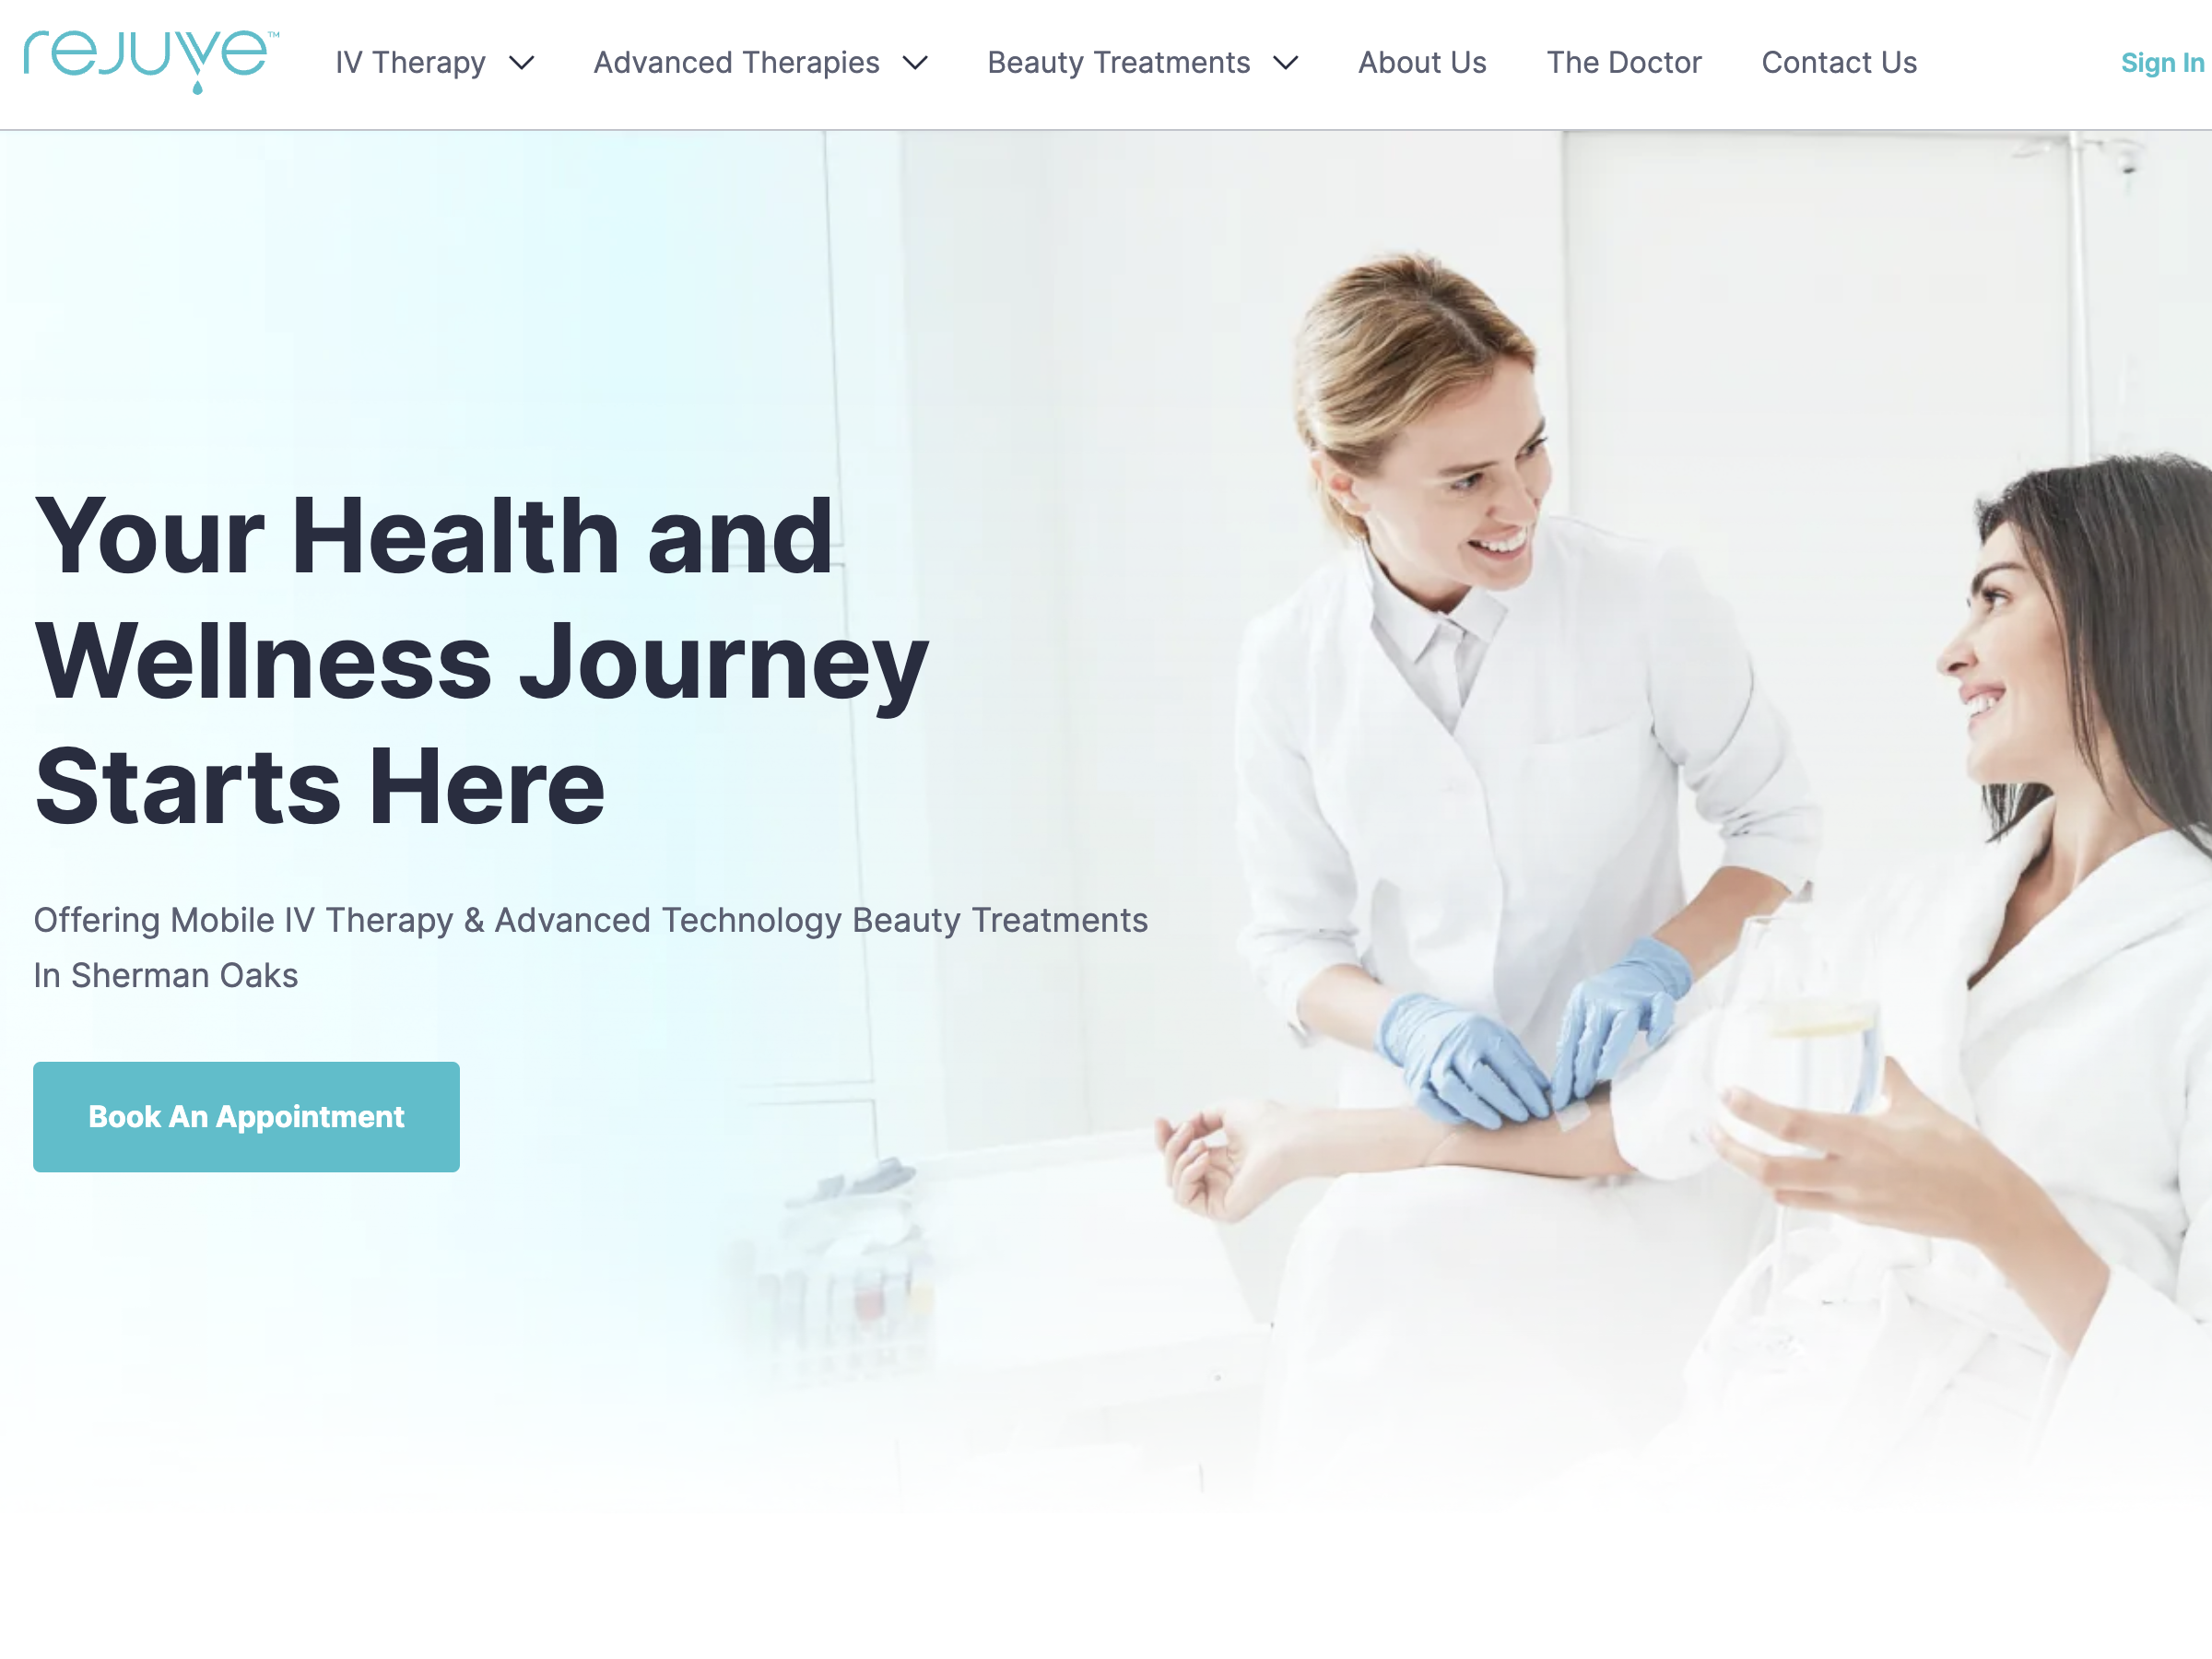 rejuve™
IV Therapy
Advanced Therapies
Beauty Treatments
About Us
The Doctor
Contact Us
Sign In
Your Health and
Wellness Journey
Starts Here
Offering Mobile IV Therapy & Advanced Technology Beauty Treatments
In Sherman Oaks
Book An Appointment